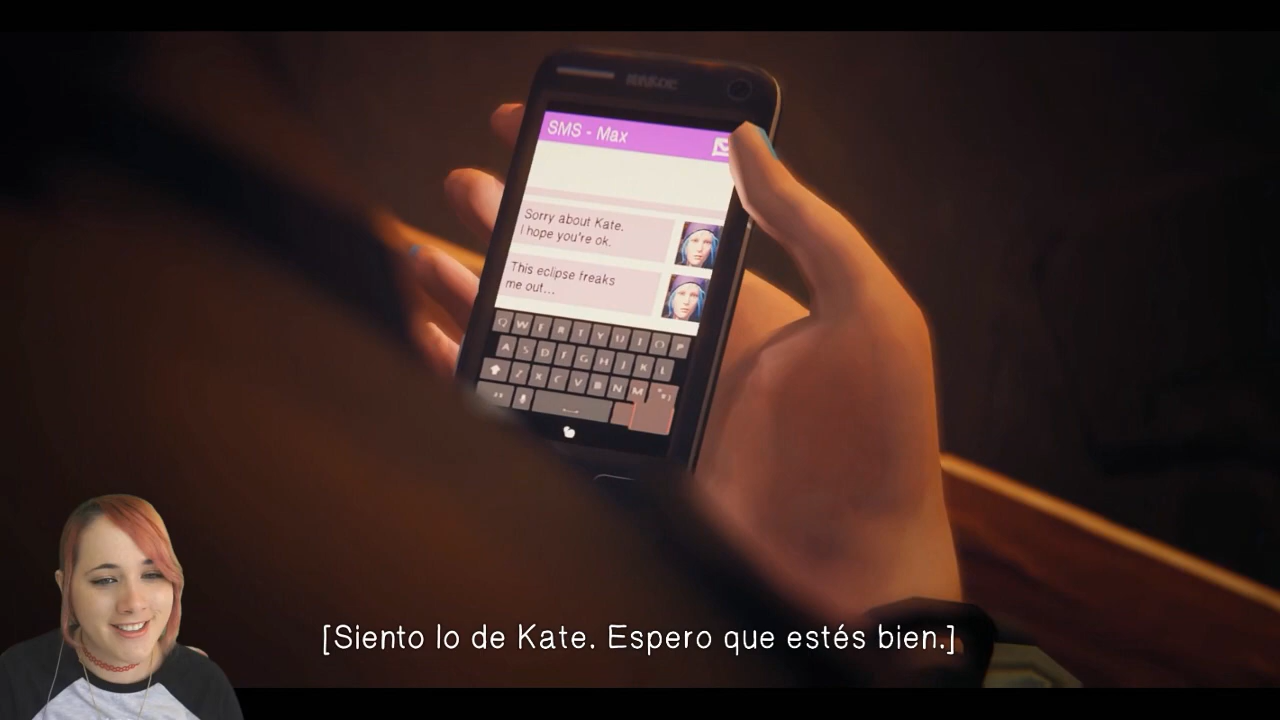 SMS - Max
Sorry about Kate.
I hope you're ok.
This eclipse freaks
me out...
Q W E R T Y U I O P
A S D F G H J K L
Z X C V B N M
[Siento lo de Kate. Espero que estés bien.]